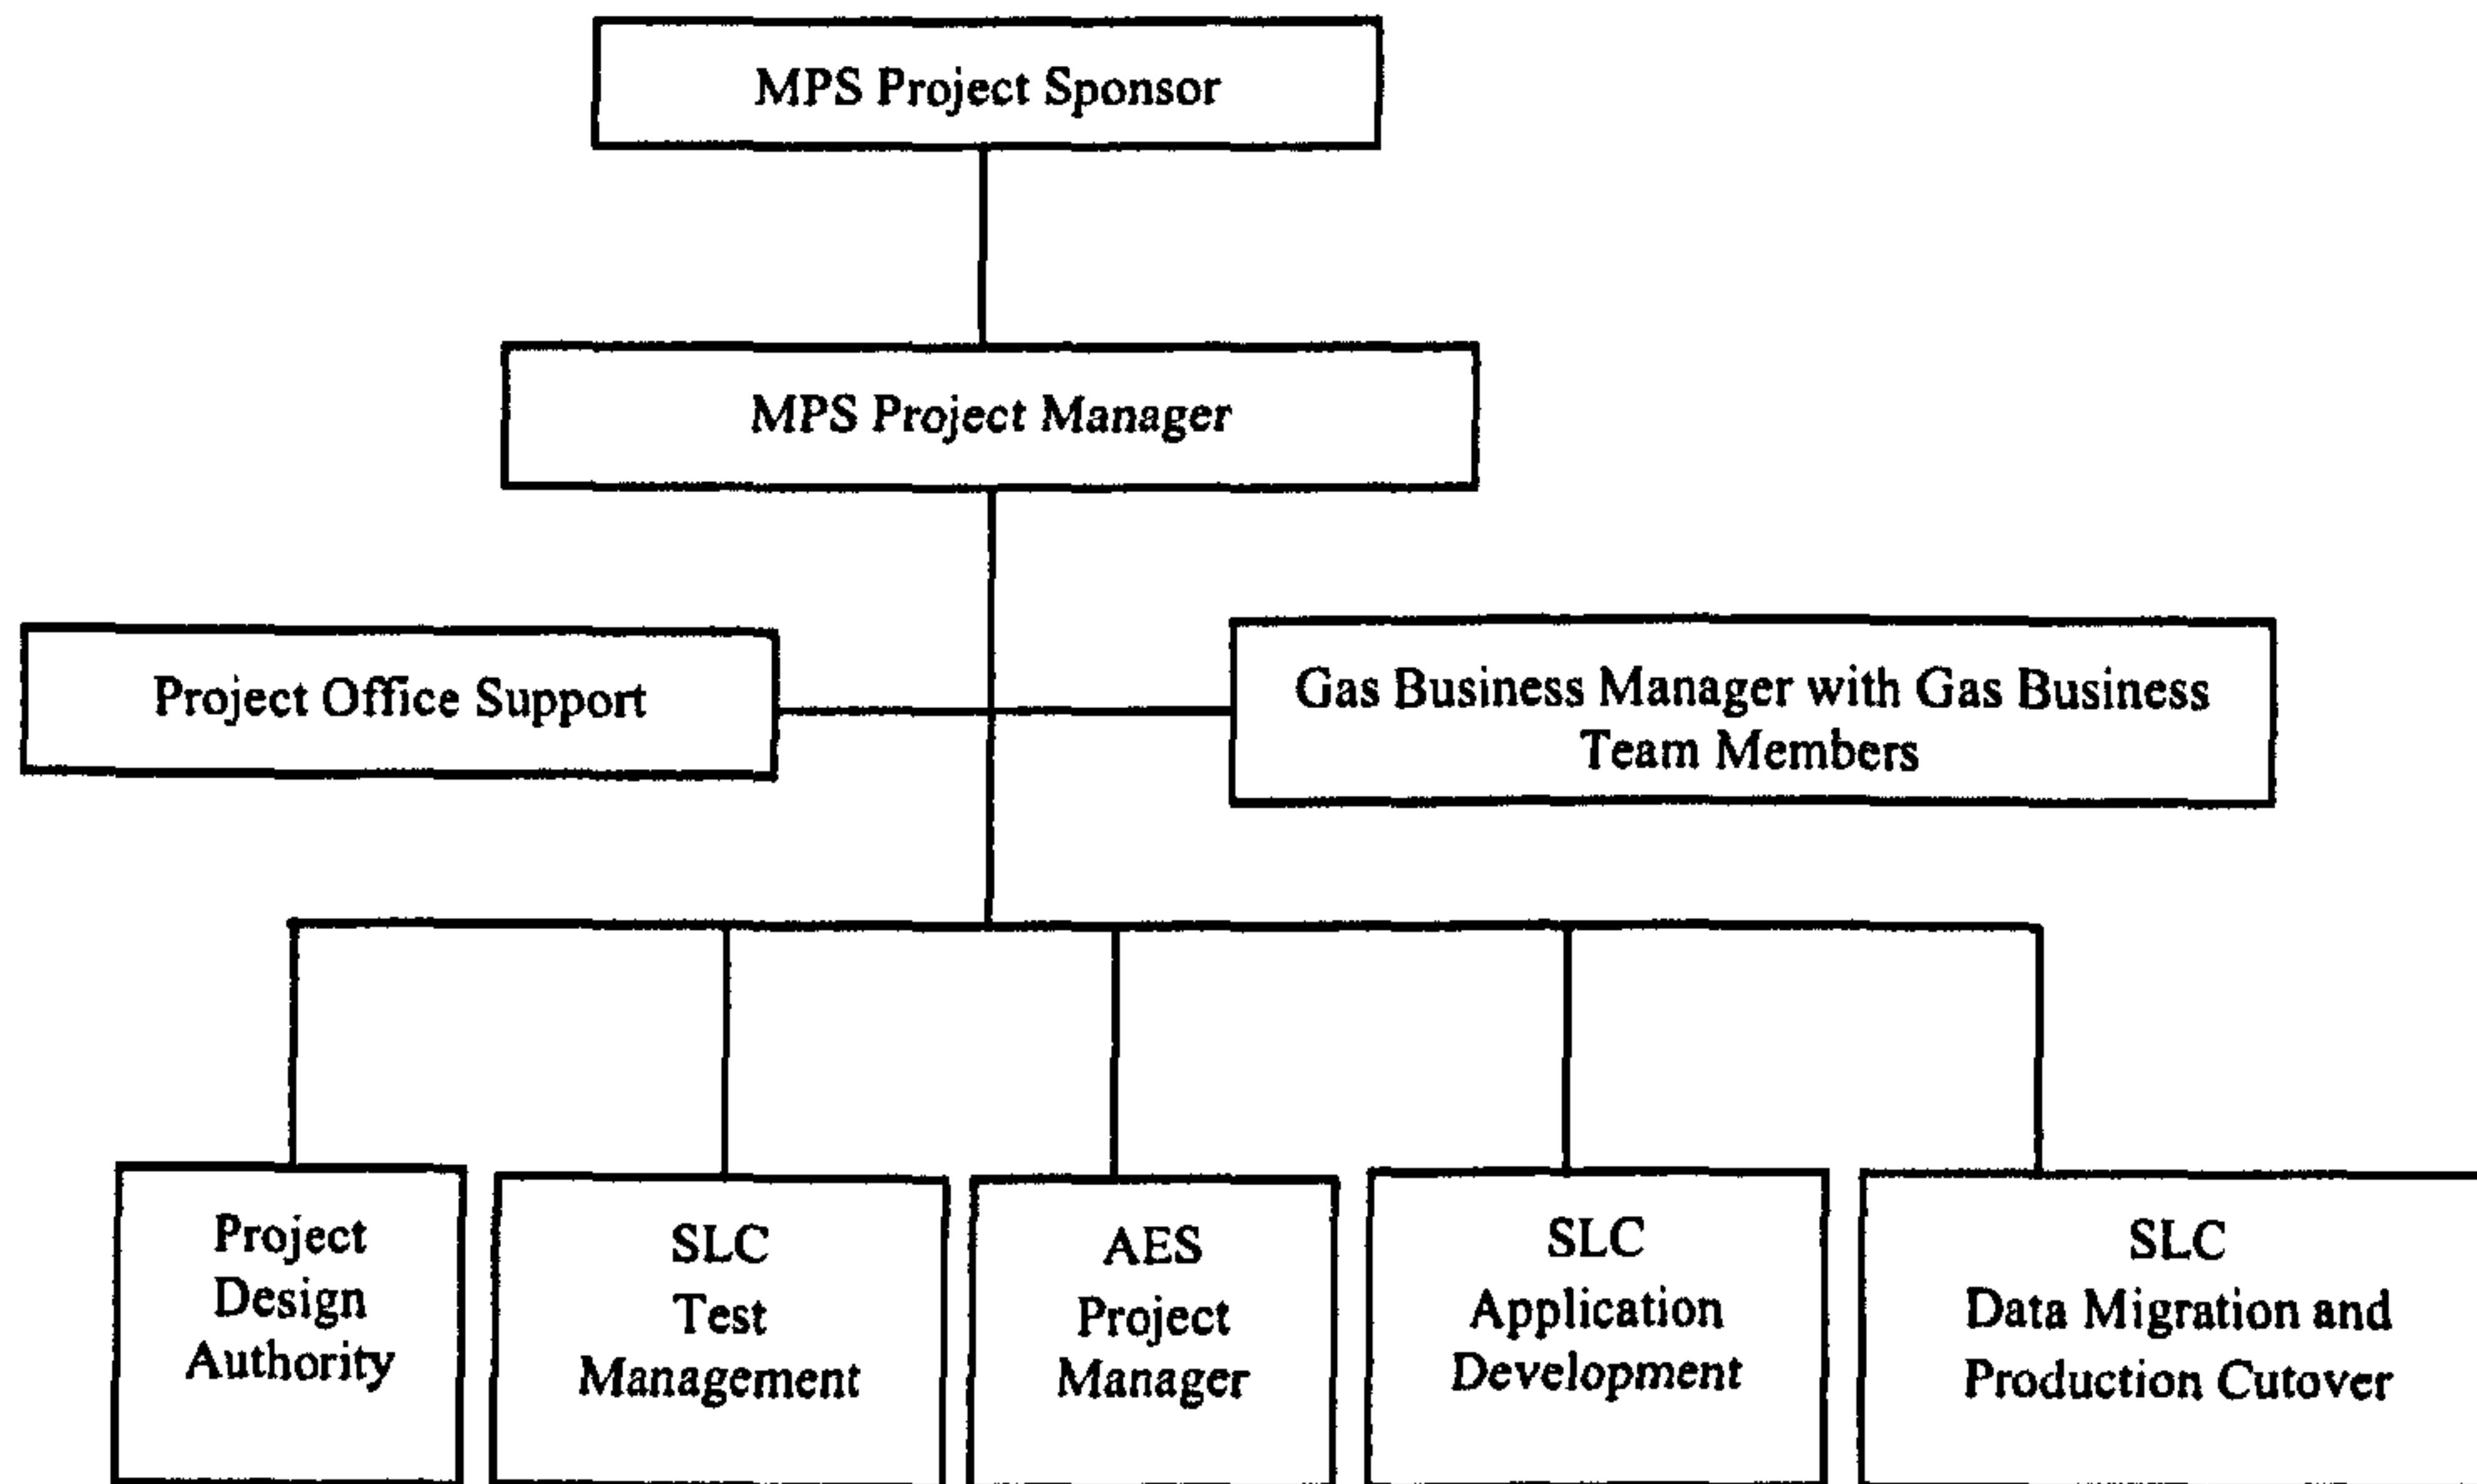 MPS Project Sponsor
MPS Project Manager
Project Office Support
Gas Business Manager with Gas Business
Team Members
Project
Design
Authority
SLC
Test
Management
AES
Project
Manager
SLC
Application
Development
SLC
Data Migration and
Production Cutover